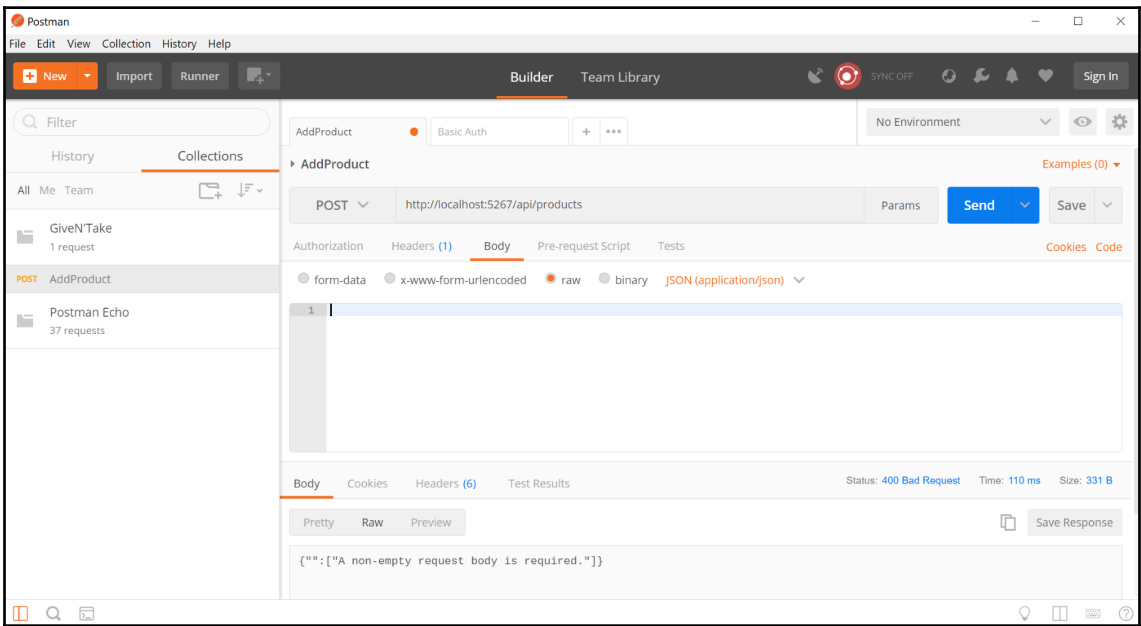 Postman
File Edit View Collection History Help
New Import Runner Builder Team Library SYNC OFF Sign In
Filter
History Collections
All Me Team
GiveN'Take
1 request
POST AddProduct
Postman Echo
37 requests
AddProduct Basic Auth + ••• No Environment
AddProduct Examples (0)
POST http://localhost:5267/api/products Params Send Save
Authorization Headers (1) Body Pre-request Script Tests Cookies Code
form-data x-www-form-urlencoded raw binary JSON (application/json)
1
Body Cookies Headers (6) Test Results Status: 400 Bad Request Time: 110 ms Size: 331 B
Pretty Raw Preview Save Response
{"":["A non-empty request body is required."]}